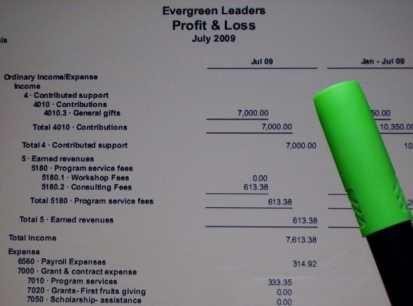 Evergreen Leaders
Profit & Loss
July 2009
Jul 09 Jan - Jul 09
Ordinary Income/Expense
Income
4 · Contributed support
4010 · Contributions
4010.3 · General gifts 7,000.00 50.00
Total 4010 · Contributions 7,000.00 10,350.00
Total 4 · Contributed support 7,000.00 10
5 · Earned revenues
5180 · Program service fees
5180.1 · Workshop Fees 0.00
5180.2 · Consulting Fees 613.38
Total 5180 · Program service fees 613.38
Total 5 · Earned revenues 613.38
Total Income 7,613.38
Expense
6560 · Payroll Expenses 314.92
7000 · Grant & contract expense
7010 · Program services 333.35
7020 · Grants- First fruits giving 0.00
7050 · Scholarship- assistance 0.00